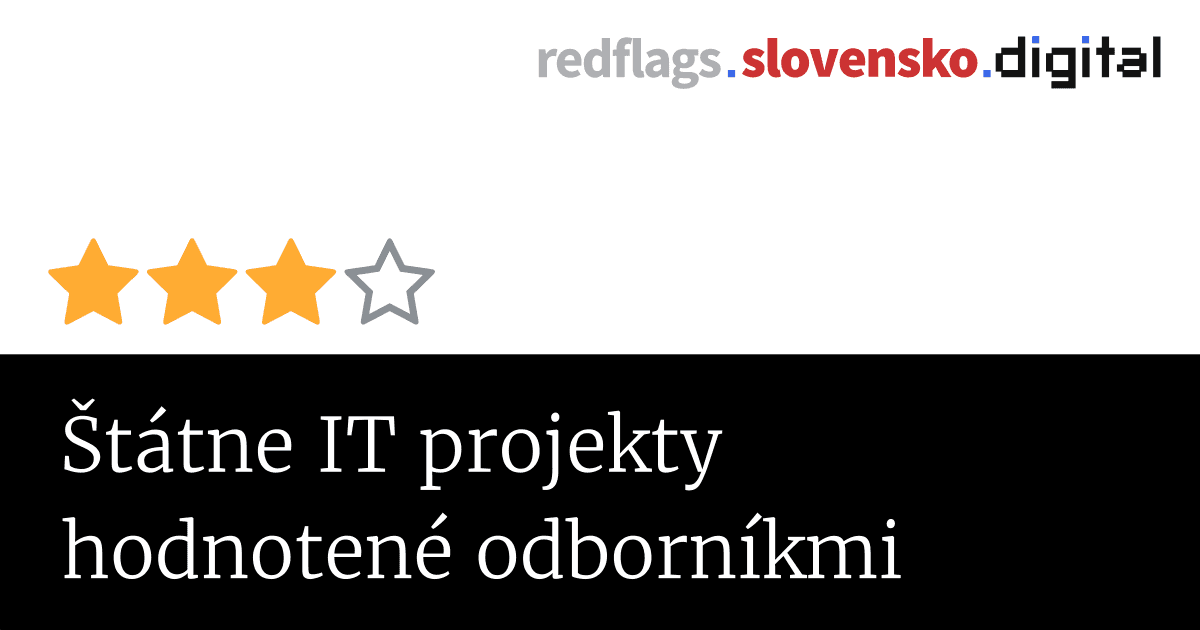 redflags.slovensko.digital
Štátne IT projekty
hodnotené odborníkmi